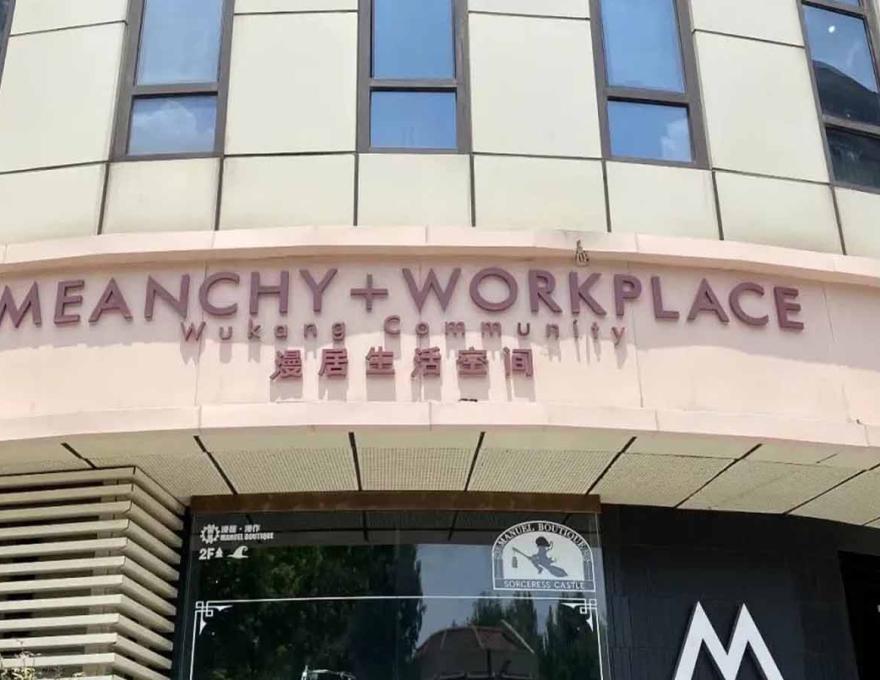 MEANCHY+WORKPLACE
Wukang Community
漫居生活空间
MANUEL BOUTIQUE
2F
MANUEL BOUTIQUE
SORCERESS CASTLE
M